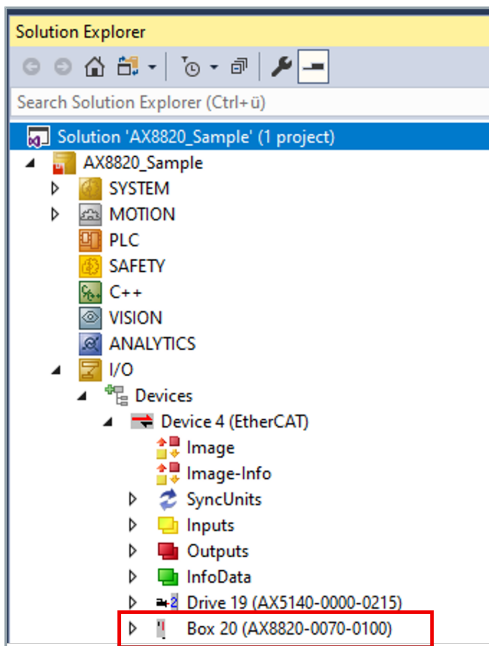 Solution Explorer
Search Solution Explorer (Ctrl+ü)
Solution 'AX8820_Sample' (1 project)
AX8820_Sample
SYSTEM
MOTION
PLC
SAFETY
C++
VISION
ANALYTICS
I/O
Devices
Device 4 (EtherCAT)
Image
Image-Info
SyncUnits
Inputs
Outputs
InfoData
Drive 19 (AX5140-0000-0215)
Box 20 (AX8820-0070-0100)